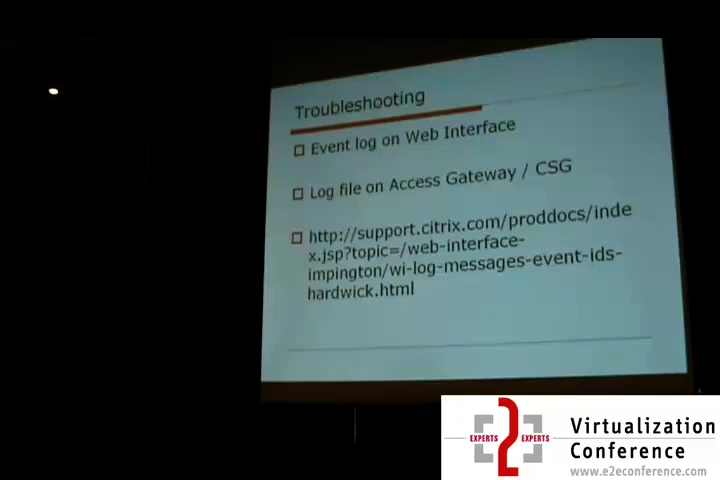 Troubleshooting
Event log on Web Interface
Log file on Access Gateway / CSG
http://support.citrix.com/proddocs/inde
x.jsp?topic=/web-interface-
impington/wi-log-messages-event-ids-
hardwick.html
EXPERTS 2 EXPERTS
Virtualization
Conference
www.e2econference.com